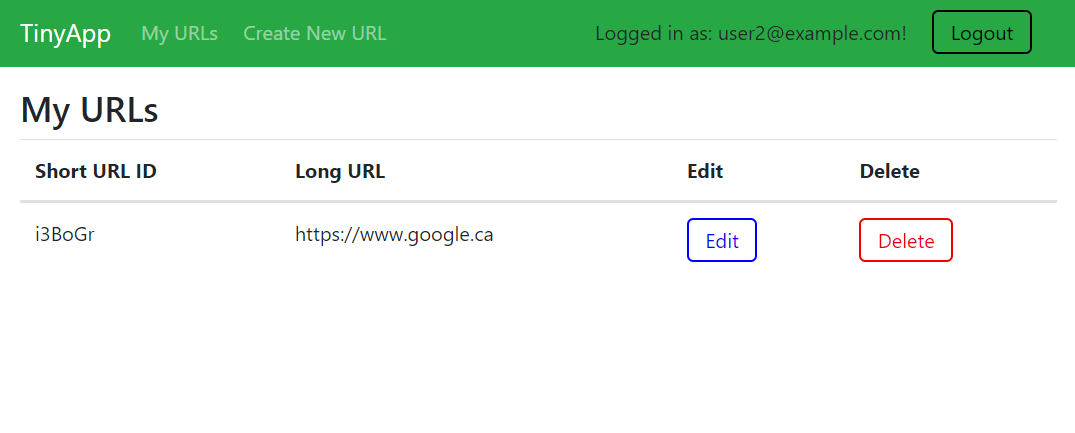 TinyApp My URLs Create New URL Logged in as: user2@example.com! Logout
My URLs
Short URL ID Long URL Edit Delete
i3BoGr https://www.google.ca Edit Delete